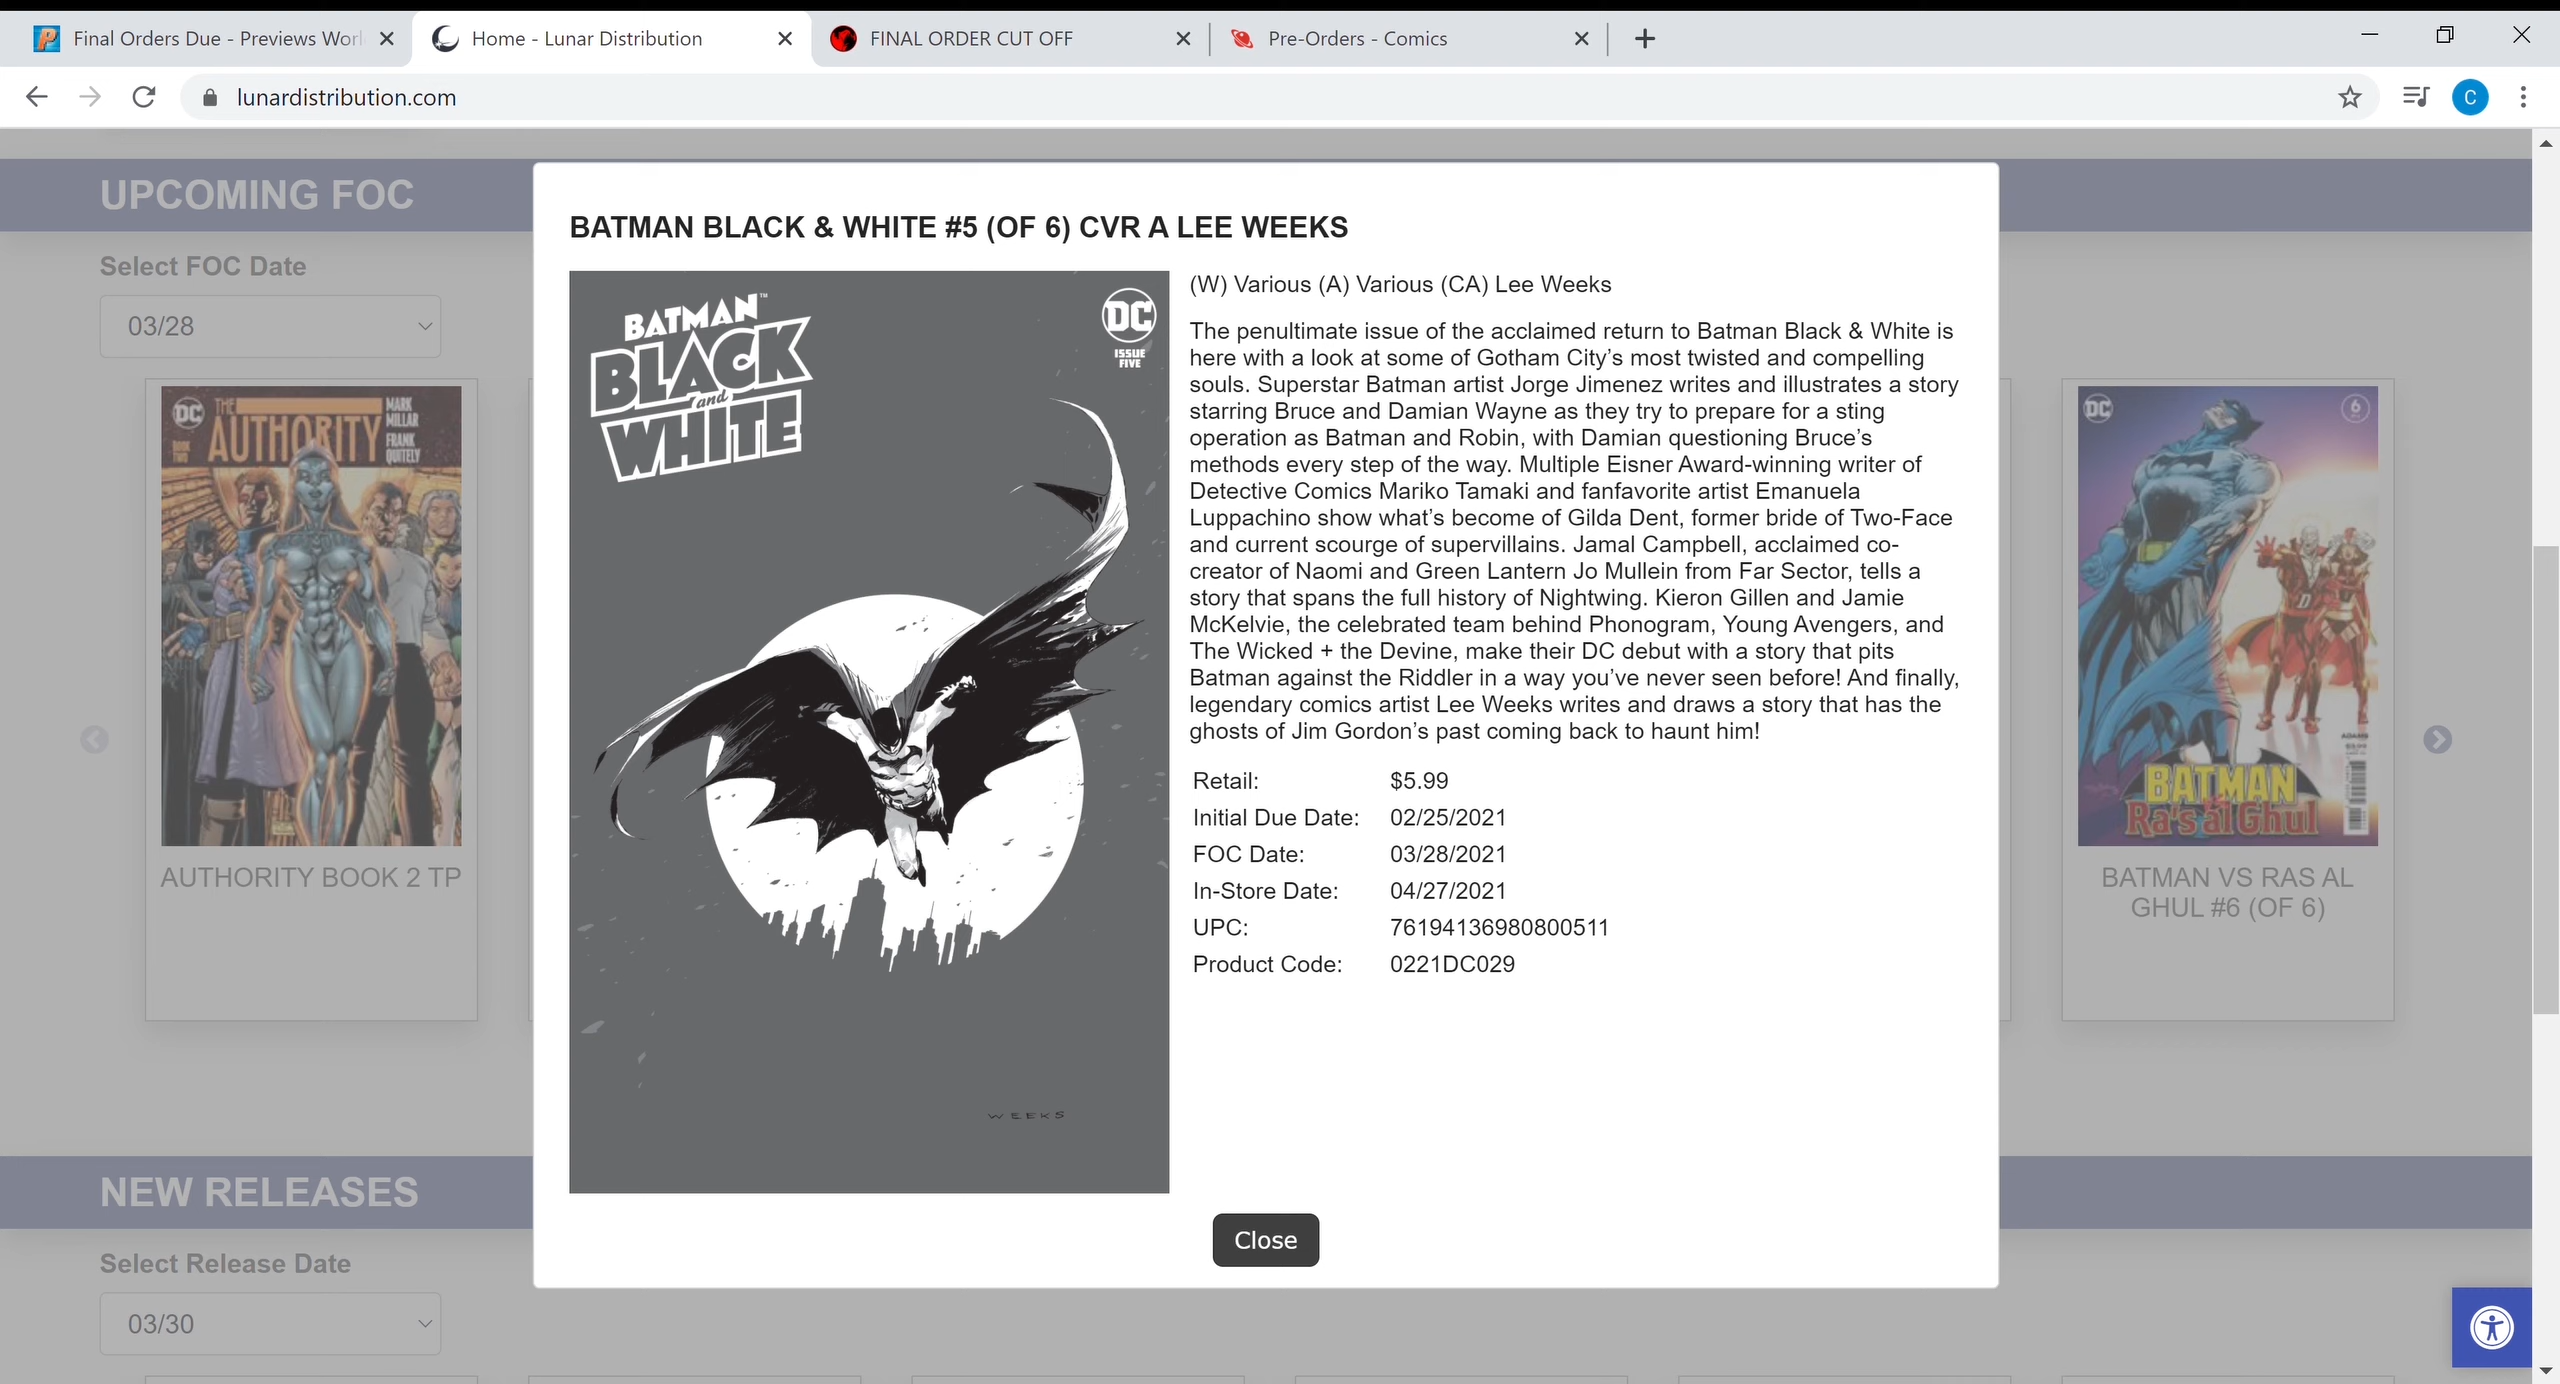 Final Orders Due - Previews Worl
Home - Lunar Distribution
FINAL ORDER CUT OFF
Pre-Orders - Comics
lunardistribution.com
C
UPCOMING FOC
Select FOC Date
03/28
DC
THE
AUTHORITY
BOOK
TWO
MARK
MILLAR
FRANK
QUITELY
AUTHORITY BOOK 2 TP
BATMAN BLACK & WHITE #5 (OF 6) CVR A LEE WEEKS
BATMAN™
BLACK
and
WHITE
DC
ISSUE
FIVE
WEEKS
(W) Various (A) Various (CA) Lee Weeks
The penultimate issue of the acclaimed return to Batman Black & White is
here with a look at some of Gotham City’s most twisted and compelling
souls. Superstar Batman artist Jorge Jimenez writes and illustrates a story
starring Bruce and Damian Wayne as they try to prepare for a sting
operation as Batman and Robin, with Damian questioning Bruce’s
methods every step of the way. Multiple Eisner Award-winning writer of
Detective Comics Mariko Tamaki and fanfavorite artist Emanuela
Luppachino show what’s become of Gilda Dent, former bride of Two-Face
and current scourge of supervillains. Jamal Campbell, acclaimed co-
creator of Naomi and Green Lantern Jo Mullein from Far Sector, tells a
story that spans the full history of Nightwing. Kieron Gillen and Jamie
McKelvie, the celebrated team behind Phonogram, Young Avengers, and
The Wicked + the Devine, make their DC debut with a story that pits
Batman against the Riddler in a way you’ve never seen before! And finally,
legendary comics artist Lee Weeks writes and draws a story that has the
ghosts of Jim Gordon’s past coming back to haunt him!
Retail: $5.99
Initial Due Date: 02/25/2021
FOC Date: 03/28/2021
In-Store Date: 04/27/2021
UPC: 76194136980800511
Product Code: 0221DC029
Close
DC
6
D
ADAMS
BATMAN
Ra's al Ghul
BATMAN VS RAS AL
GHUL #6 (OF 6)
NEW RELEASES
Select Release Date
03/30